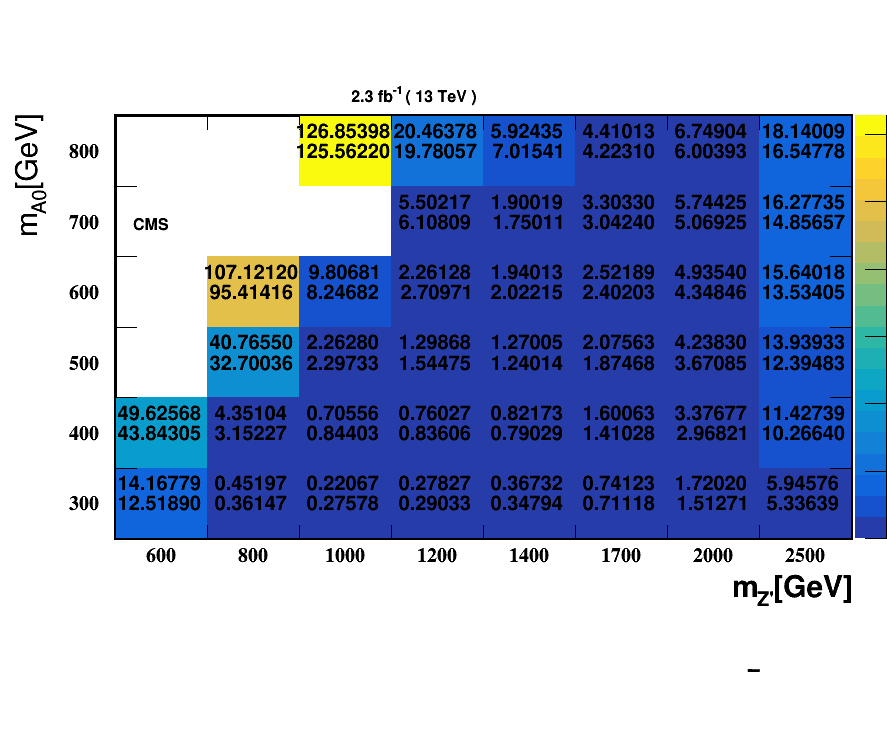 2.3 fb-1 ( 13 TeV )
mA0[GeV]
800
126.85398 20.46378 5.92435 4.41013 6.74904 18.14009
125.56220 19.78057 7.01541 4.22310 6.00393 16.54778
700
CMS
5.50217 1.90019 3.30330 5.74425 16.27735
6.10809 1.75011 3.04240 5.06925 14.85657
600
107.12120 9.80681 2.26128 1.94013 2.52189 4.93540 15.64018
95.41416 8.24682 2.70971 2.02215 2.40203 4.34846 13.53405
500
40.76550 2.26280 1.29868 1.27005 2.07563 4.23830 13.93933
32.70036 2.29733 1.54475 1.24014 1.87468 3.67085 12.39483
400
49.62568 4.35104 0.70556 0.76027 0.82173 1.60063 3.37677 11.42739
43.84305 3.15227 0.84403 0.83606 0.79029 1.41028 2.96821 10.26640
300
14.16779 0.45197 0.22067 0.27827 0.36732 0.74123 1.72020 5.94576
12.51890 0.36147 0.27578 0.29033 0.34794 0.71118 1.51271 5.33639
600 800 1000 1200 1400 1700 2000 2500
mZ'[GeV]